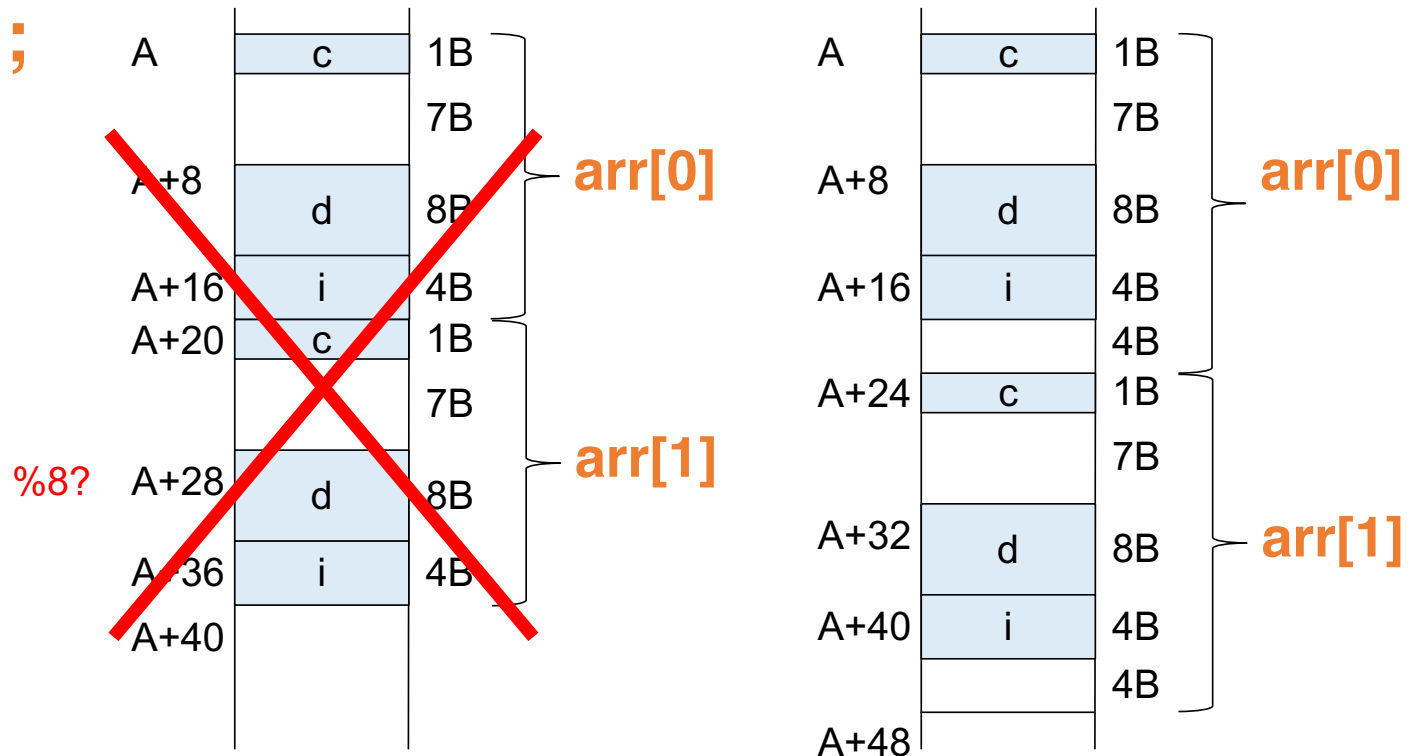 ;
A c 1B A c 1B
7B 7B
arr[0] arr[0]
A+8 d 8B A+8 d 8B
A+16 i 4B A+16 i 4B
A+20 c 1B 4B
A+24 c 1B
7B 7B
arr[1]
%8? A+28 d 8B
A+32 d 8B arr[1]
A+36 i 4B
A+40 A+40 i 4B
4B
A+48